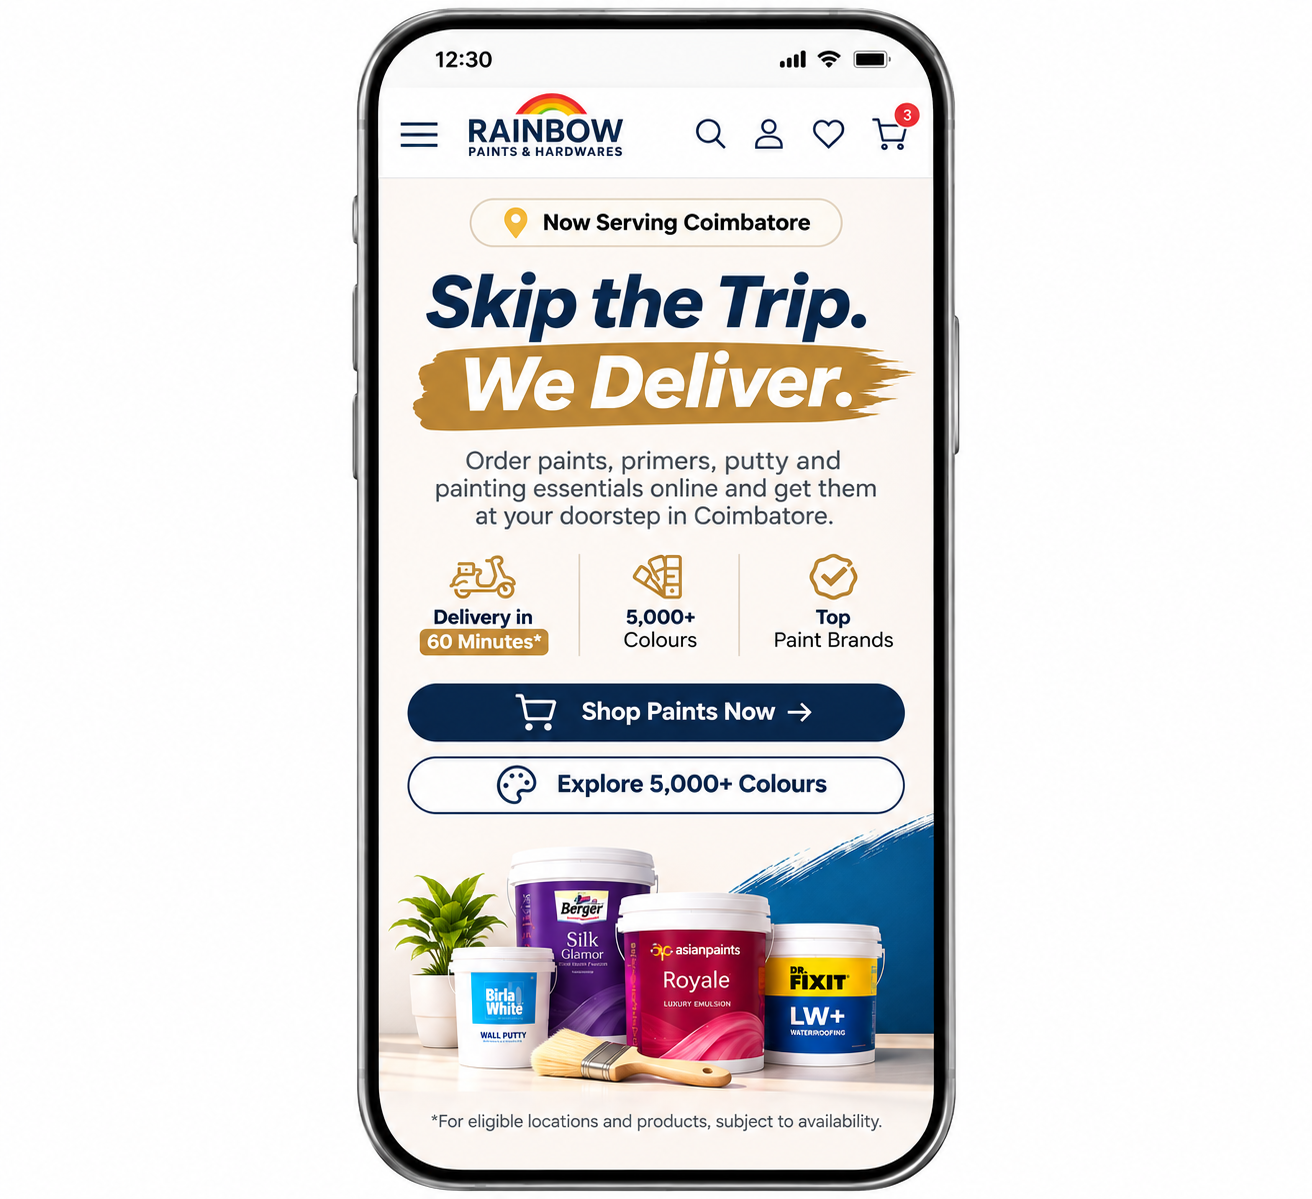 12:30
RAINBOW
PAINTS & HARDWARES
3
Now Serving Coimbatore
Skip the Trip.
We Deliver.
Order paints, primers, putty and
painting essentials online and get them
at your doorstep in Coimbatore.
Delivery in
60 Minutes*
5,000+
Colours
Top
Paint Brands
Shop Paints Now →
Explore 5,000+ Colours
Berger
Silk
Glamor
asianpaints
Royale
LUXURY EMULSION
DR.
FIXIT
LW+
WATERROOFING
Birla
White
WALL PUTTY
*For eligible locations and products, subject to availability.